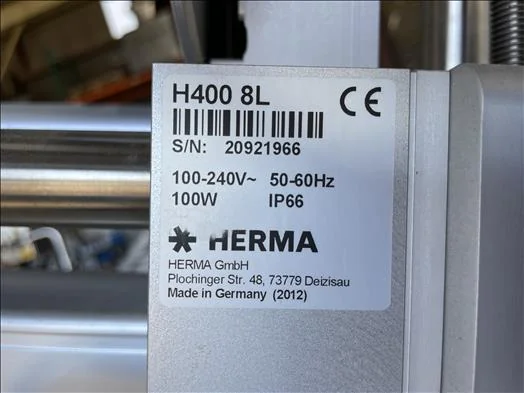 H400 8L CE
S/N: 20921966
100-240V~ 50-60Hz
100W IP66
HERMA
HERMA GmbH
Plochinger Str. 48, 73779 Deizisau
Made in Germany (2012)